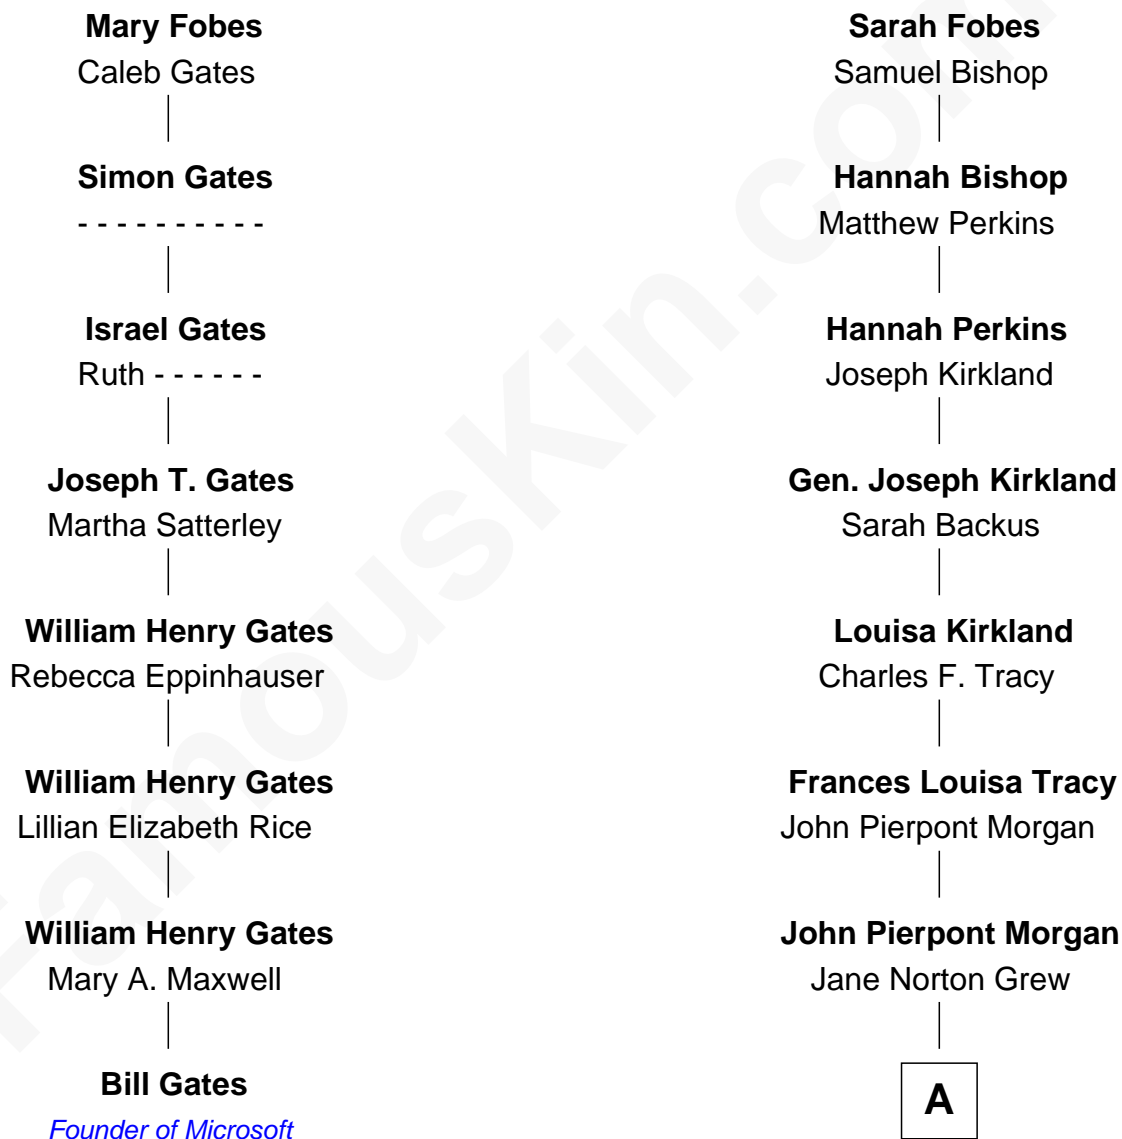 Mary Fobes
Caleb Gates
Simon Gates
- - - - - - - - - -
Israel Gates
Ruth - - - - - -
Joseph T. Gates
Martha Satterley
William Henry Gates
Rebecca Eppinhauser
William Henry Gates
Lillian Elizabeth Rice
William Henry Gates
Mary A. Maxwell
Bill Gates
Founder of Microsoft
Sarah Fobes
Samuel Bishop
Hannah Bishop
Matthew Perkins
Hannah Perkins
Joseph Kirkland
Gen. Joseph Kirkland
Sarah Backus
Louisa Kirkland
Charles F. Tracy
Frances Louisa Tracy
John Pierpont Morgan
John Pierpont Morgan
Jane Norton Grew
A
FamousKin.com